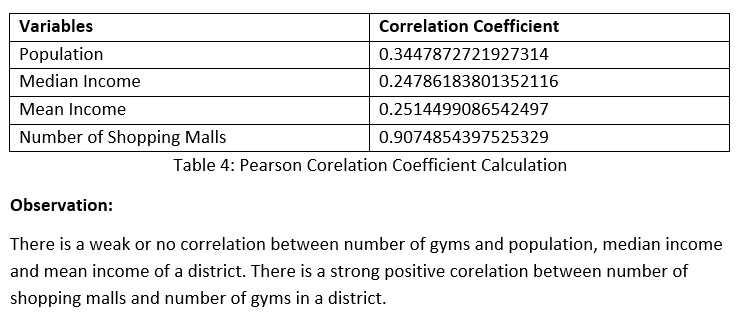 Variables Correlation Coefficient
Population 0.3447872721927314
Median Income 0.24786183801352116
Mean Income 0.2514499086542497
Number of Shopping Malls 0.9074854397525329
Table 4: Pearson Corelation Coefficient Calculation
Observation:
There is a weak or no correlation between number of gyms and population, median income
and mean income of a district. There is a strong positive corelation between number of
shopping malls and number of gyms in a district.